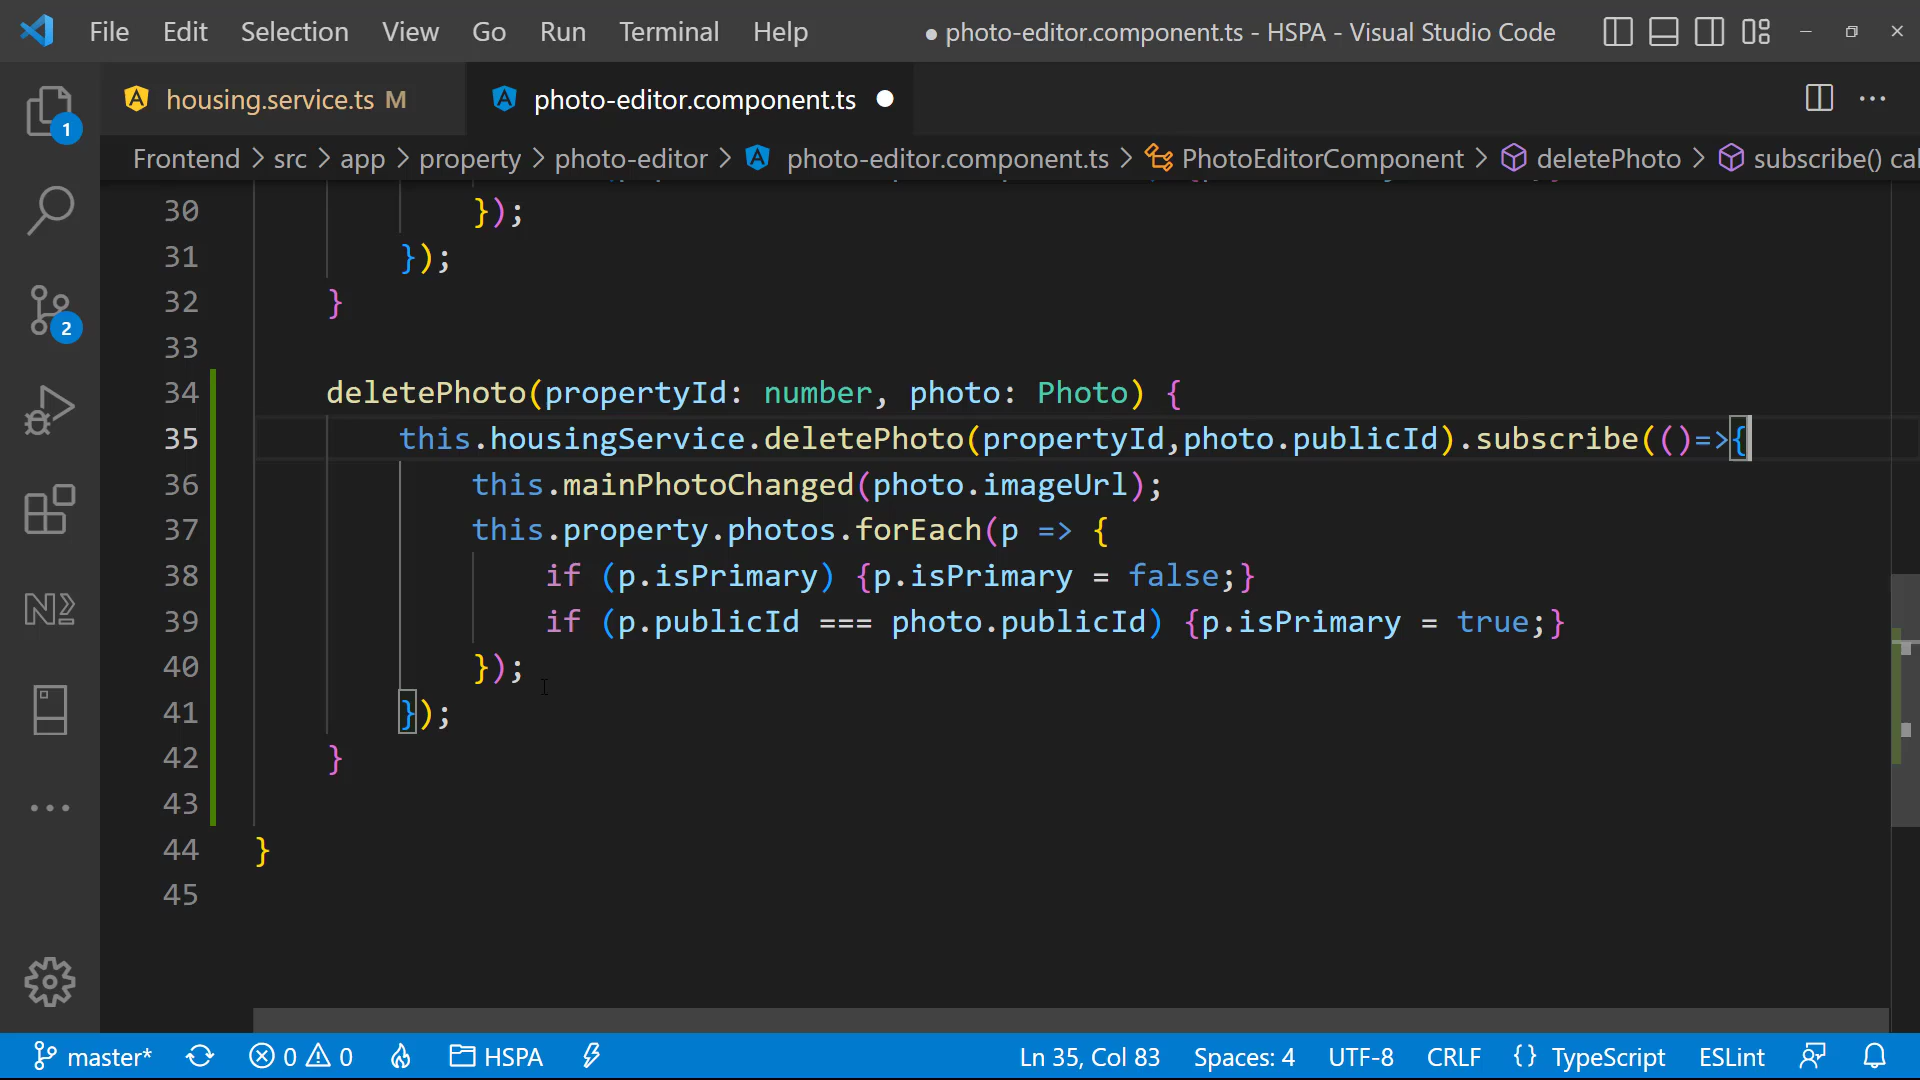 File Edit Selection View Go Run Terminal Help ● photo-editor.component.ts - HSPA - Visual Studio Code
housing.service.ts M photo-editor.component.ts ●
Frontend > src > app > property > photo-editor > photo-editor.component.ts > PhotoEditorComponent > deletePhoto > subscribe() cal
30 });
31 });
32 }
33
34 deletePhoto(propertyId: number, photo: Photo) {
35 this.housingService.deletePhoto(propertyId,photo.publicId).subscribe(()=>{
36 this.mainPhotoChanged(photo.imageUrl);
37 this.property.photos.forEach(p => {
38 if (p.isPrimary) {p.isPrimary = false;}
39 if (p.publicId === photo.publicId) {p.isPrimary = true;}
40 });
41 });
42 }
43
44 }
45
1
2
master* 0 0 HSPA Ln 35, Col 83 Spaces: 4 UTF-8 CRLF {} TypeScript ESLint